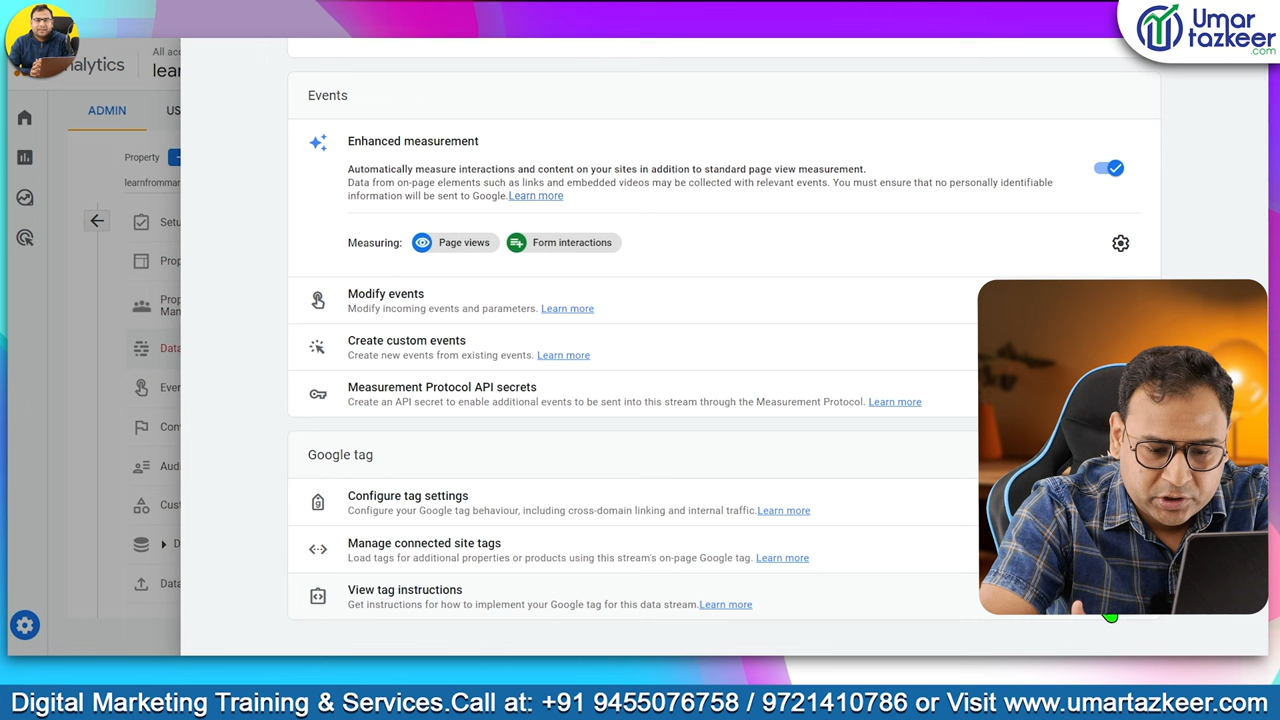 Umar
tazkeer
.com
All acc
alytics
lear
ADMIN
US
Property
learnfrommar
Setu
Prop
Prop
Man
Data
Even
Con
Audi
Cust
D
Data
Events
Enhanced measurement
Automatically measure interactions and content on your sites in addition to standard page view measurement.
Data from on-page elements such as links and embedded videos may be collected with relevant events. You must ensure that no personally identifiable
information will be sent to Google.Learn more
Measuring: Page views Form interactions
Modify events
Modify incoming events and parameters. Learn more
Create custom events
Create new events from existing events. Learn more
Measurement Protocol API secrets
Create an API secret to enable additional events to be sent into this stream through the Measurement Protocol. Learn more
Google tag
Configure tag settings
Configure your Google tag behaviour, including cross-domain linking and internal traffic.Learn more
Manage connected site tags
Load tags for additional properties or products using this stream's on-page Google tag. Learn more
View tag instructions
Get instructions for how to implement your Google tag for this data stream.Learn more
Digital Marketing Training & Services.Call at: +91 9455076758 / 9721410786 or Visit www.umartazkeer.com